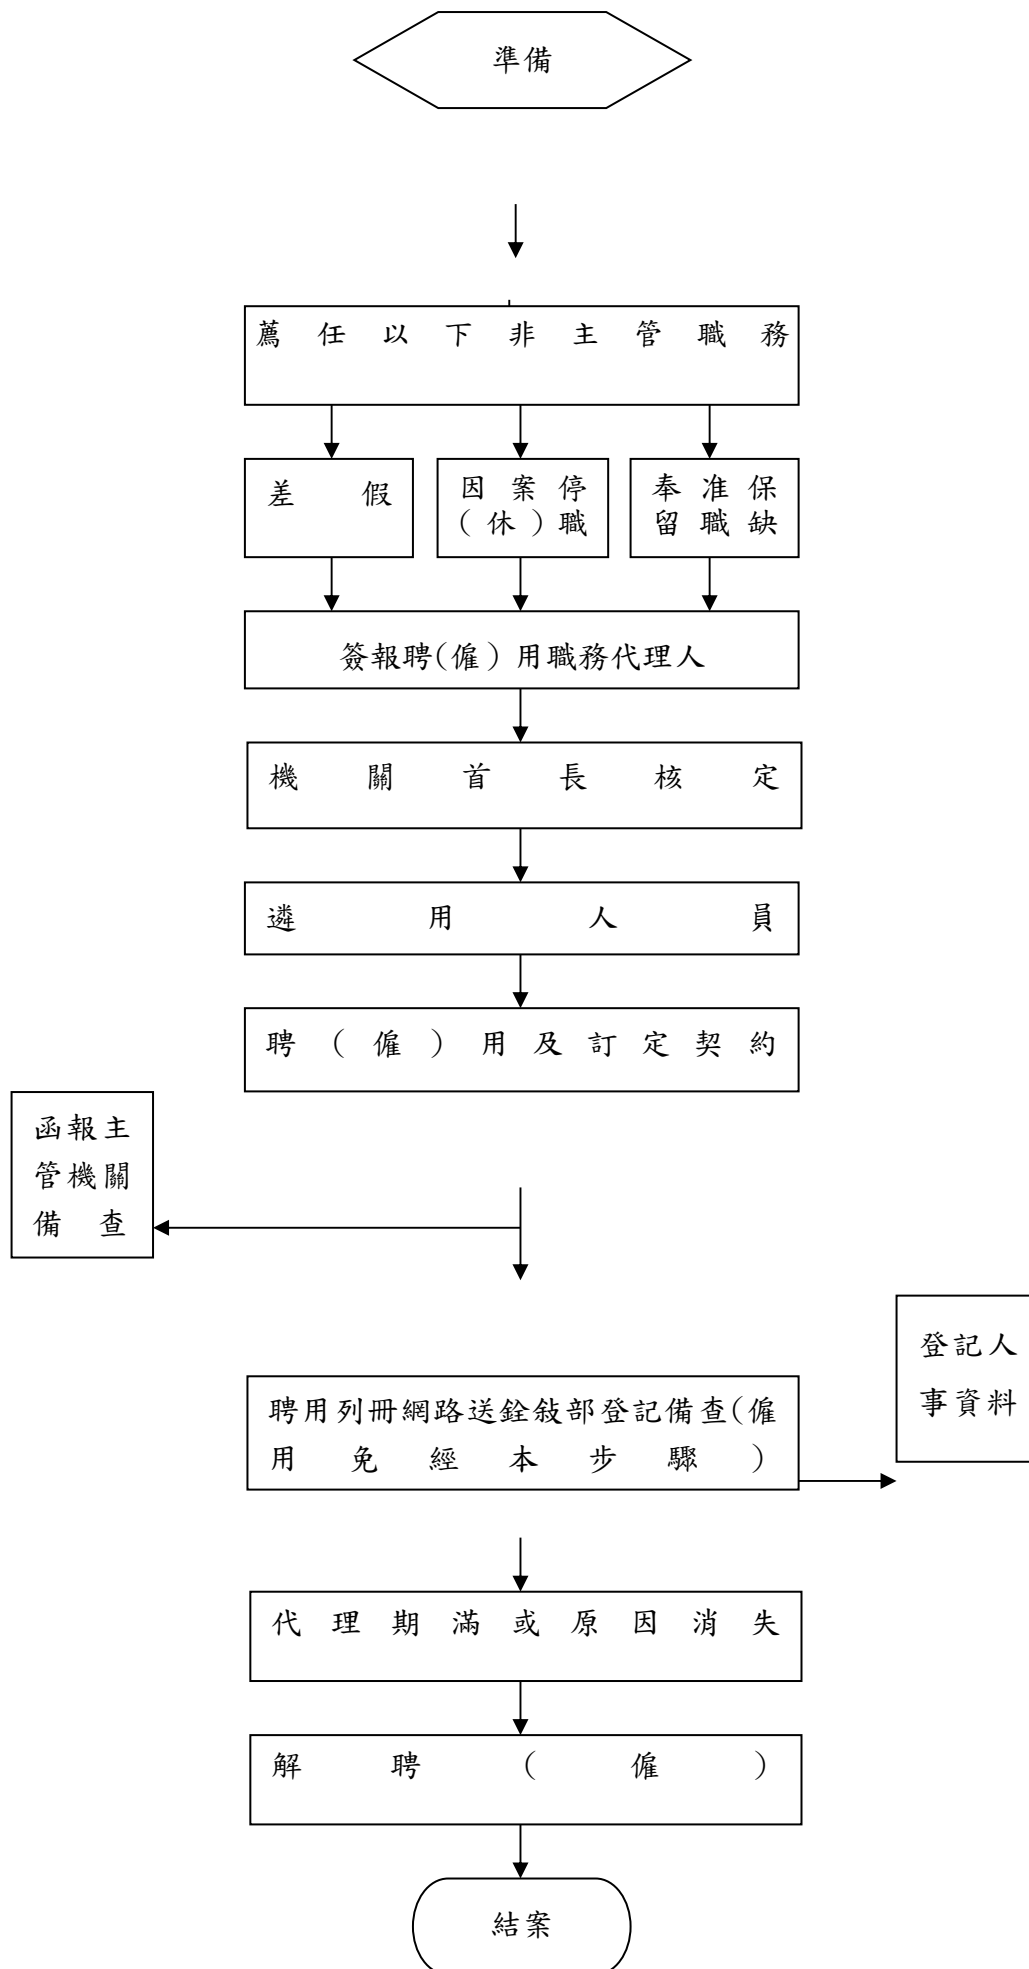 準備
薦任以下非主管職務
差假
因案停
(休)職
奉准保
留職缺
簽報聘(僱)用職務代理人
機關首長核定
遴用人員
聘(僱)用及訂定契約
函報主
管機關
備查
登記人
事資料
聘用列冊網路送銓敍部登記備查(僱
用免經本步驟)
代理期滿或原因消失
解聘(僱)
結案